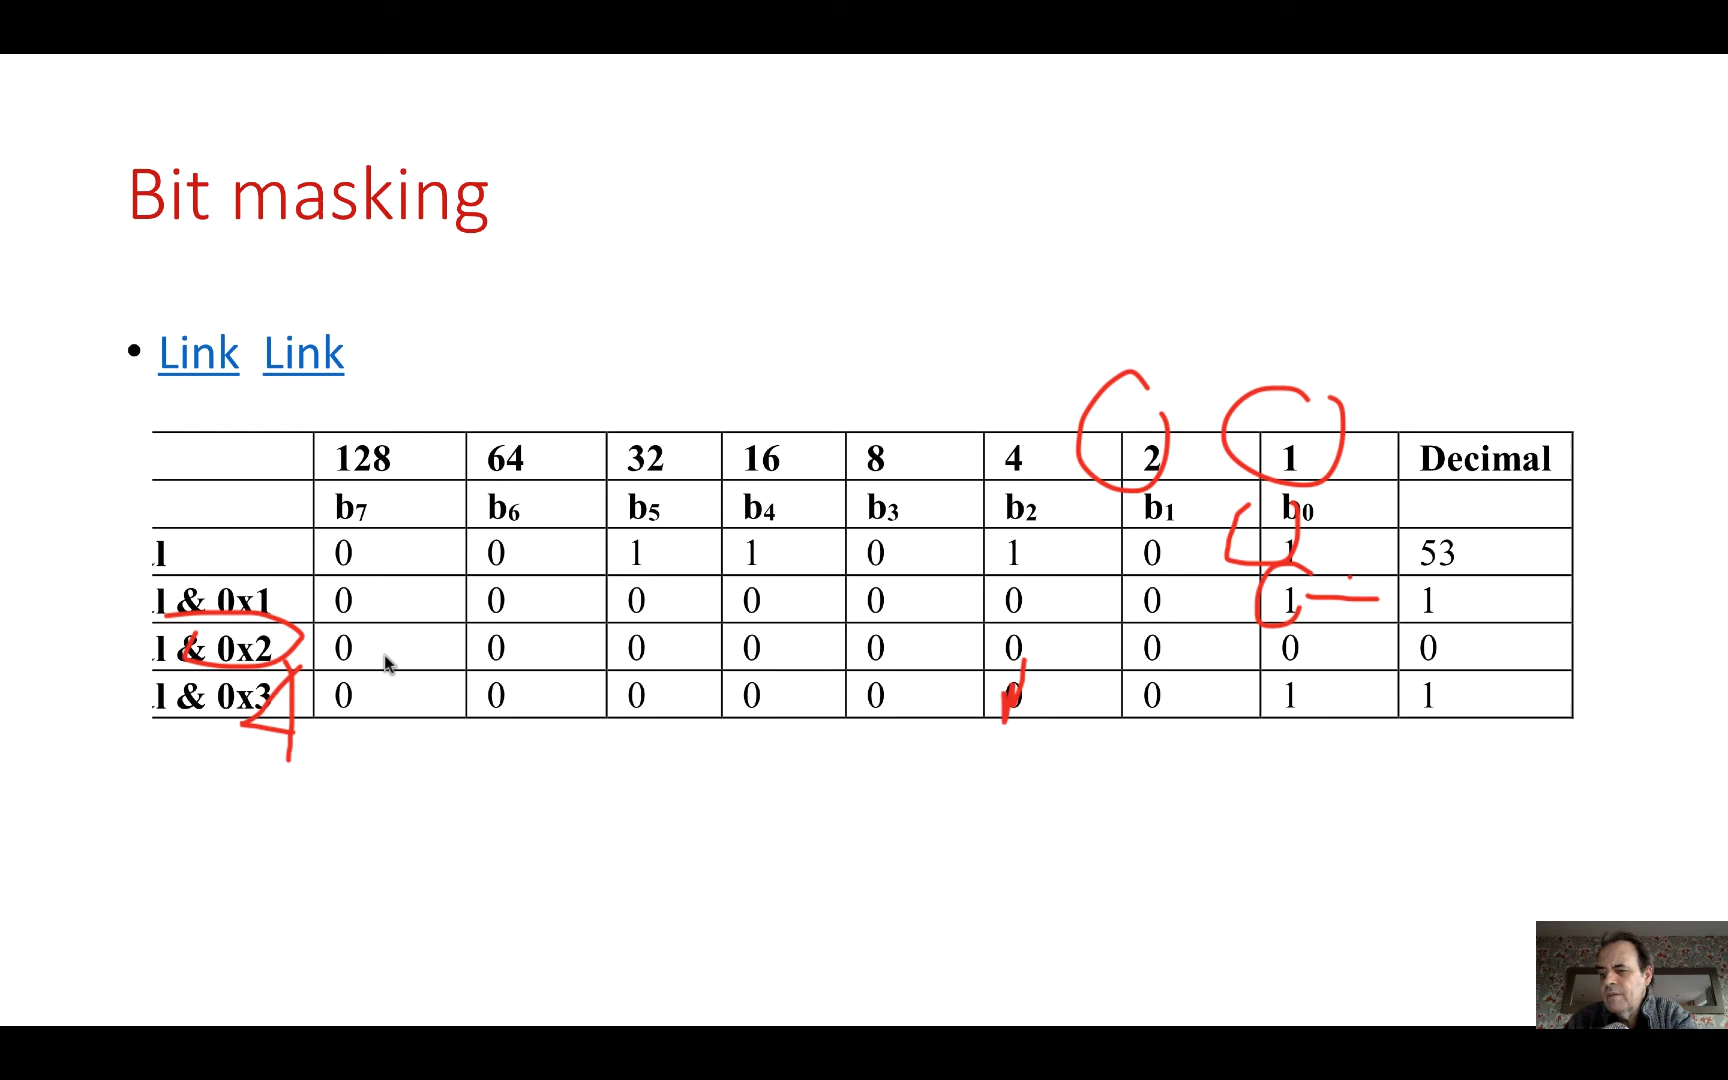 Bit masking
• Link Link
128 64 32 16 8 4 2 1 Decimal
b7 b6 b5 b4 b3 b2 b1 b0
l 0 0 1 1 0 1 0 1 53
l & 0x1 0 0 0 0 0 0 0 1 1
l & 0x2 0 0 0 0 0 0 0 0 0
l & 0x3 0 0 0 0 0 0 0 1 1
4